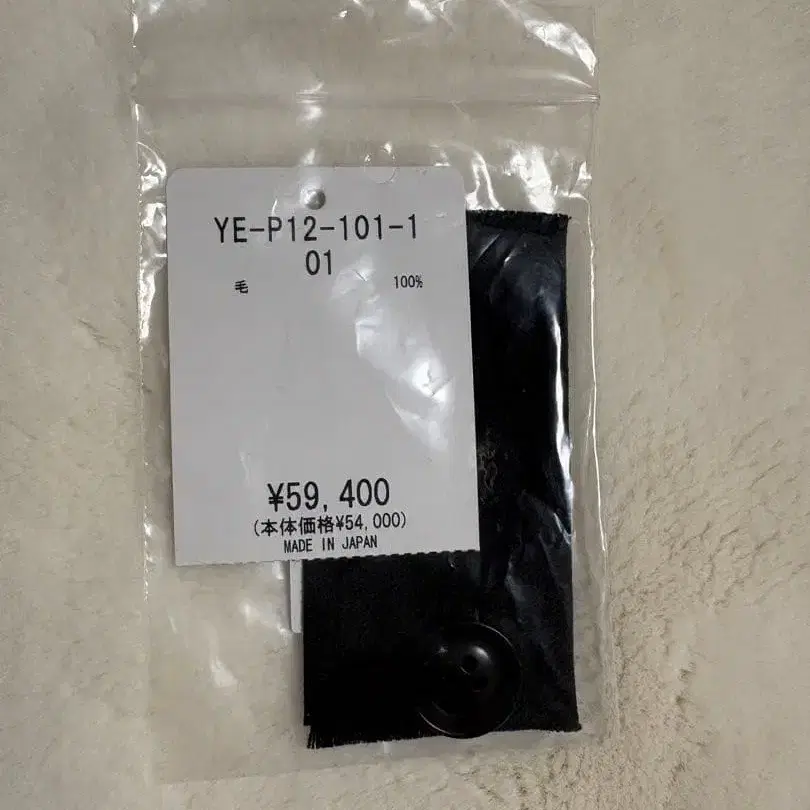 YE-P12-101-1
01
毛 100%
¥59,400
(本体価格¥54,000)
MADE IN JAPAN